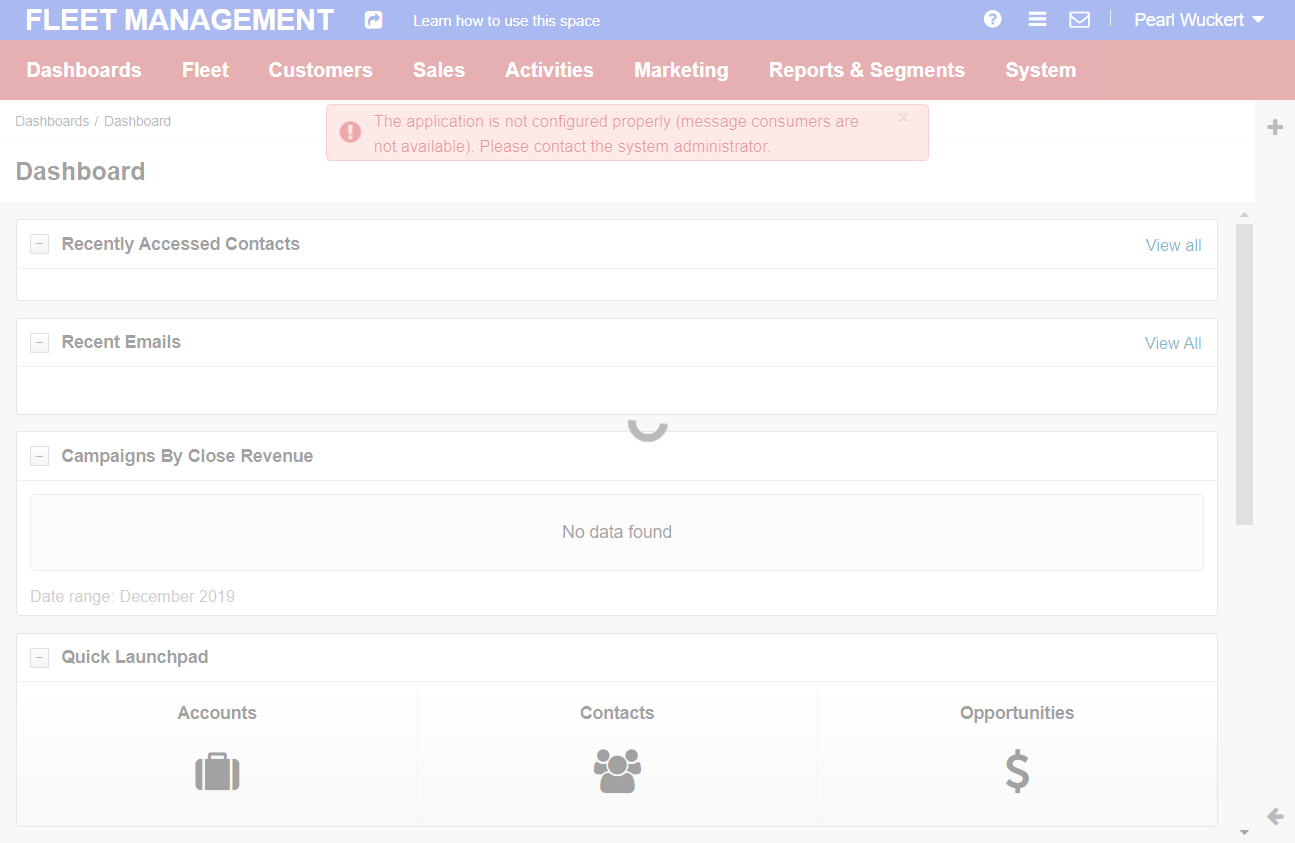 FLEET MANAGEMENT
Learn how to use this space
Pearl Wuckert
Dashboards
Fleet
Customers
Sales
Activities
Marketing
Reports & Segments
System
Dashboards / Dashboard
The application is not configured properly (message consumers are
not available). Please contact the system administrator.
×
Dashboard
Recently Accessed Contacts
View all
Recent Emails
View All
Campaigns By Close Revenue
No data found
Date range: December 2019
Quick Launchpad
Accounts
Contacts
Opportunities